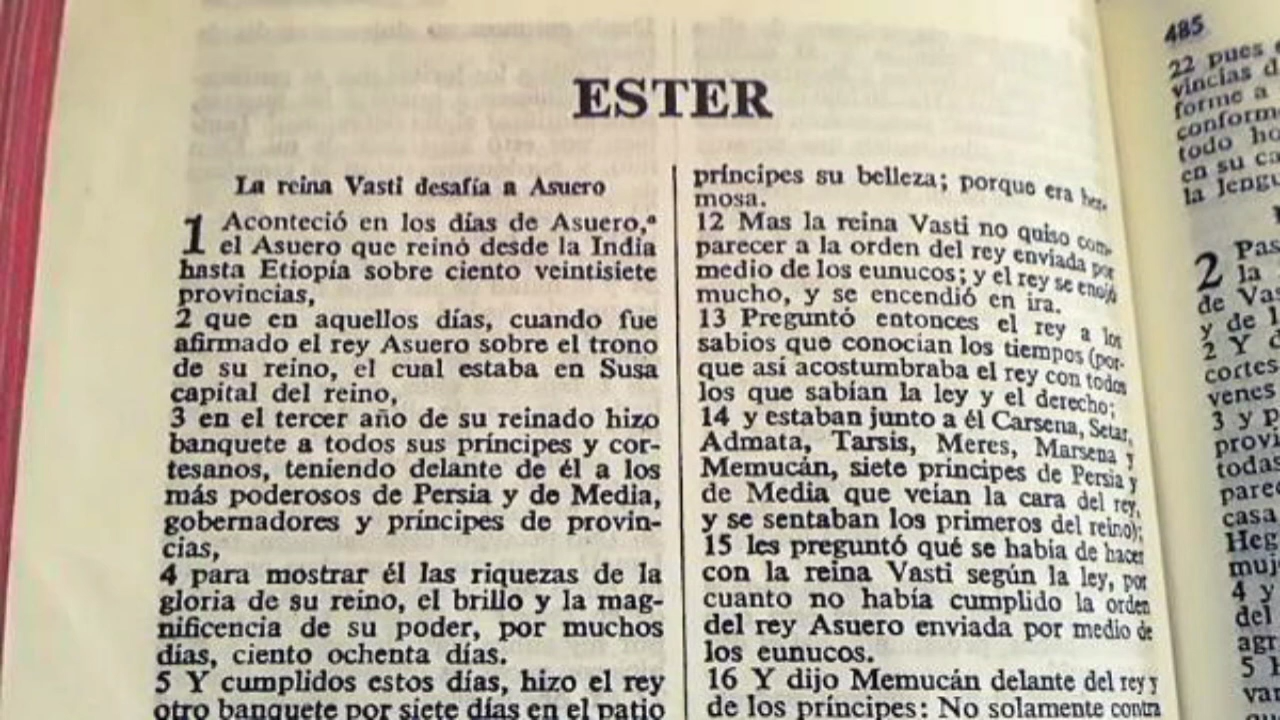 ESTER
La reina Vasti desafía a Asuero
1 Aconteció en los días de Asuero,ª
el Asuero que reinó desde la India
hasta Etiopía sobre ciento veintisiete
provincias,
2 que en aquellos días, cuando fue
afirmado el rey Asuero sobre el trono
de su reino, el cual estaba en Susa
capital del reino,
3 en el tercer año de su reinado hizo
banquete a todos sus príncipes y cor-
tesanos, teniendo delante de él a los
más poderosos de Persia y de Media,
gobernadores y príncipes de provin-
cias,
4 para mostrar él las riquezas de la
gloria de su reino, el brillo y la mag-
nificencia de su poder, por muchos
días, ciento ochenta días.
5 Y cumplidos estos días, hizo el rey
otro banquete por siete días en el patio
príncipes su belleza; porque era her-
mosa.
12 Mas la reina Vasti no quiso com-
parecer a la orden del rey enviada por
medio de los eunucos; y el rey se enojó
mucho, y se encendió en ira.
13 Preguntó entonces el rey a los
sabios que conocían los tiempos (por-
que así acostumbraba el rey con todos
los que sabían la ley y el derecho;
14 y estaban junto a él Carsena, Setar,
Admata, Tarsis, Meres, Marsena y
Memucán, siete príncipes de Persia y
de Media que veían la cara del rey,
y se sentaban los primeros del reino);
15 les preguntó qué se había de hacer
con la reina Vasti según la ley, por
cuanto no había cumplido la orden
del rey Asuero enviada por medio de
los eunucos.
16 Y dijo Memucán delante del rey y
de los príncipes: No solamente contra
485
22 pues
vincias d
forme a
conform
todo ho
en su ca
la lengu
2 Pas
la
de Vas
y de l
2 Y d
cortes
venes
3 y p
provi
todas
parec
casa
Heg
muj
4 y
del
agr
5 H
var